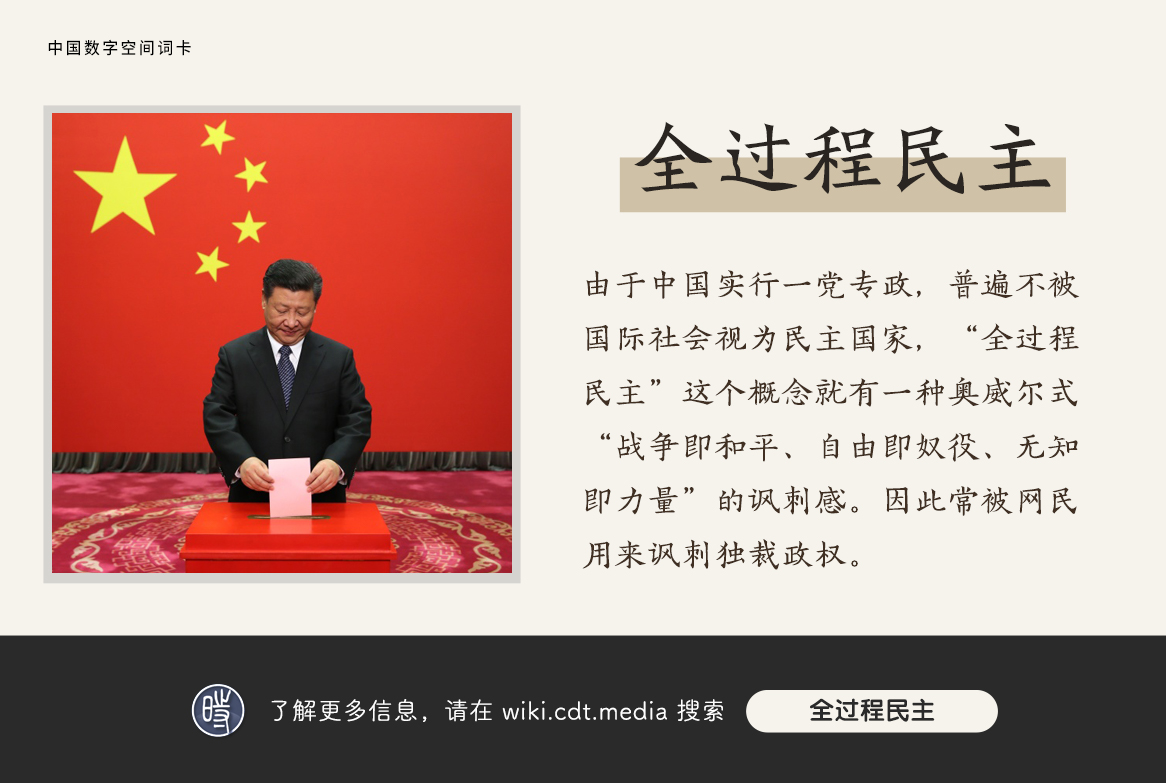 中国数字空间词卡
全过程民主
由于中国实行一党专政，普遍不被
国际社会视为民主国家，“全过程
民主”这个概念就有一种奥威尔式
“战争即和平、自由即奴役、无知
即力量”的讽刺感。因此常被网民
用来讽刺独裁政权。
了解更多信息，请在 wiki.cdt.media 搜索
全过程民主